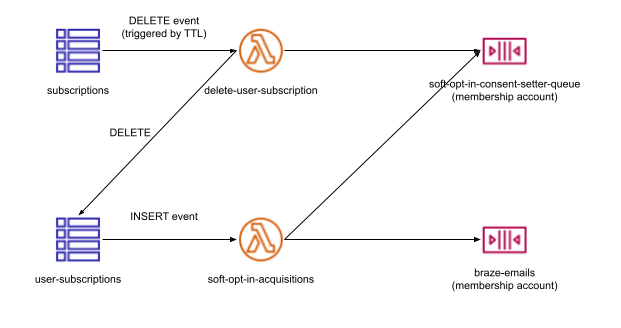 DELETE event
(triggered by TTL)
subscriptions
delete-user-subscription
soft-opt-in-consent-setter-queue
(membership account)
DELETE
INSERT event
user-subscriptions
soft-opt-in-acquisitions
braze-emails
(membership account)